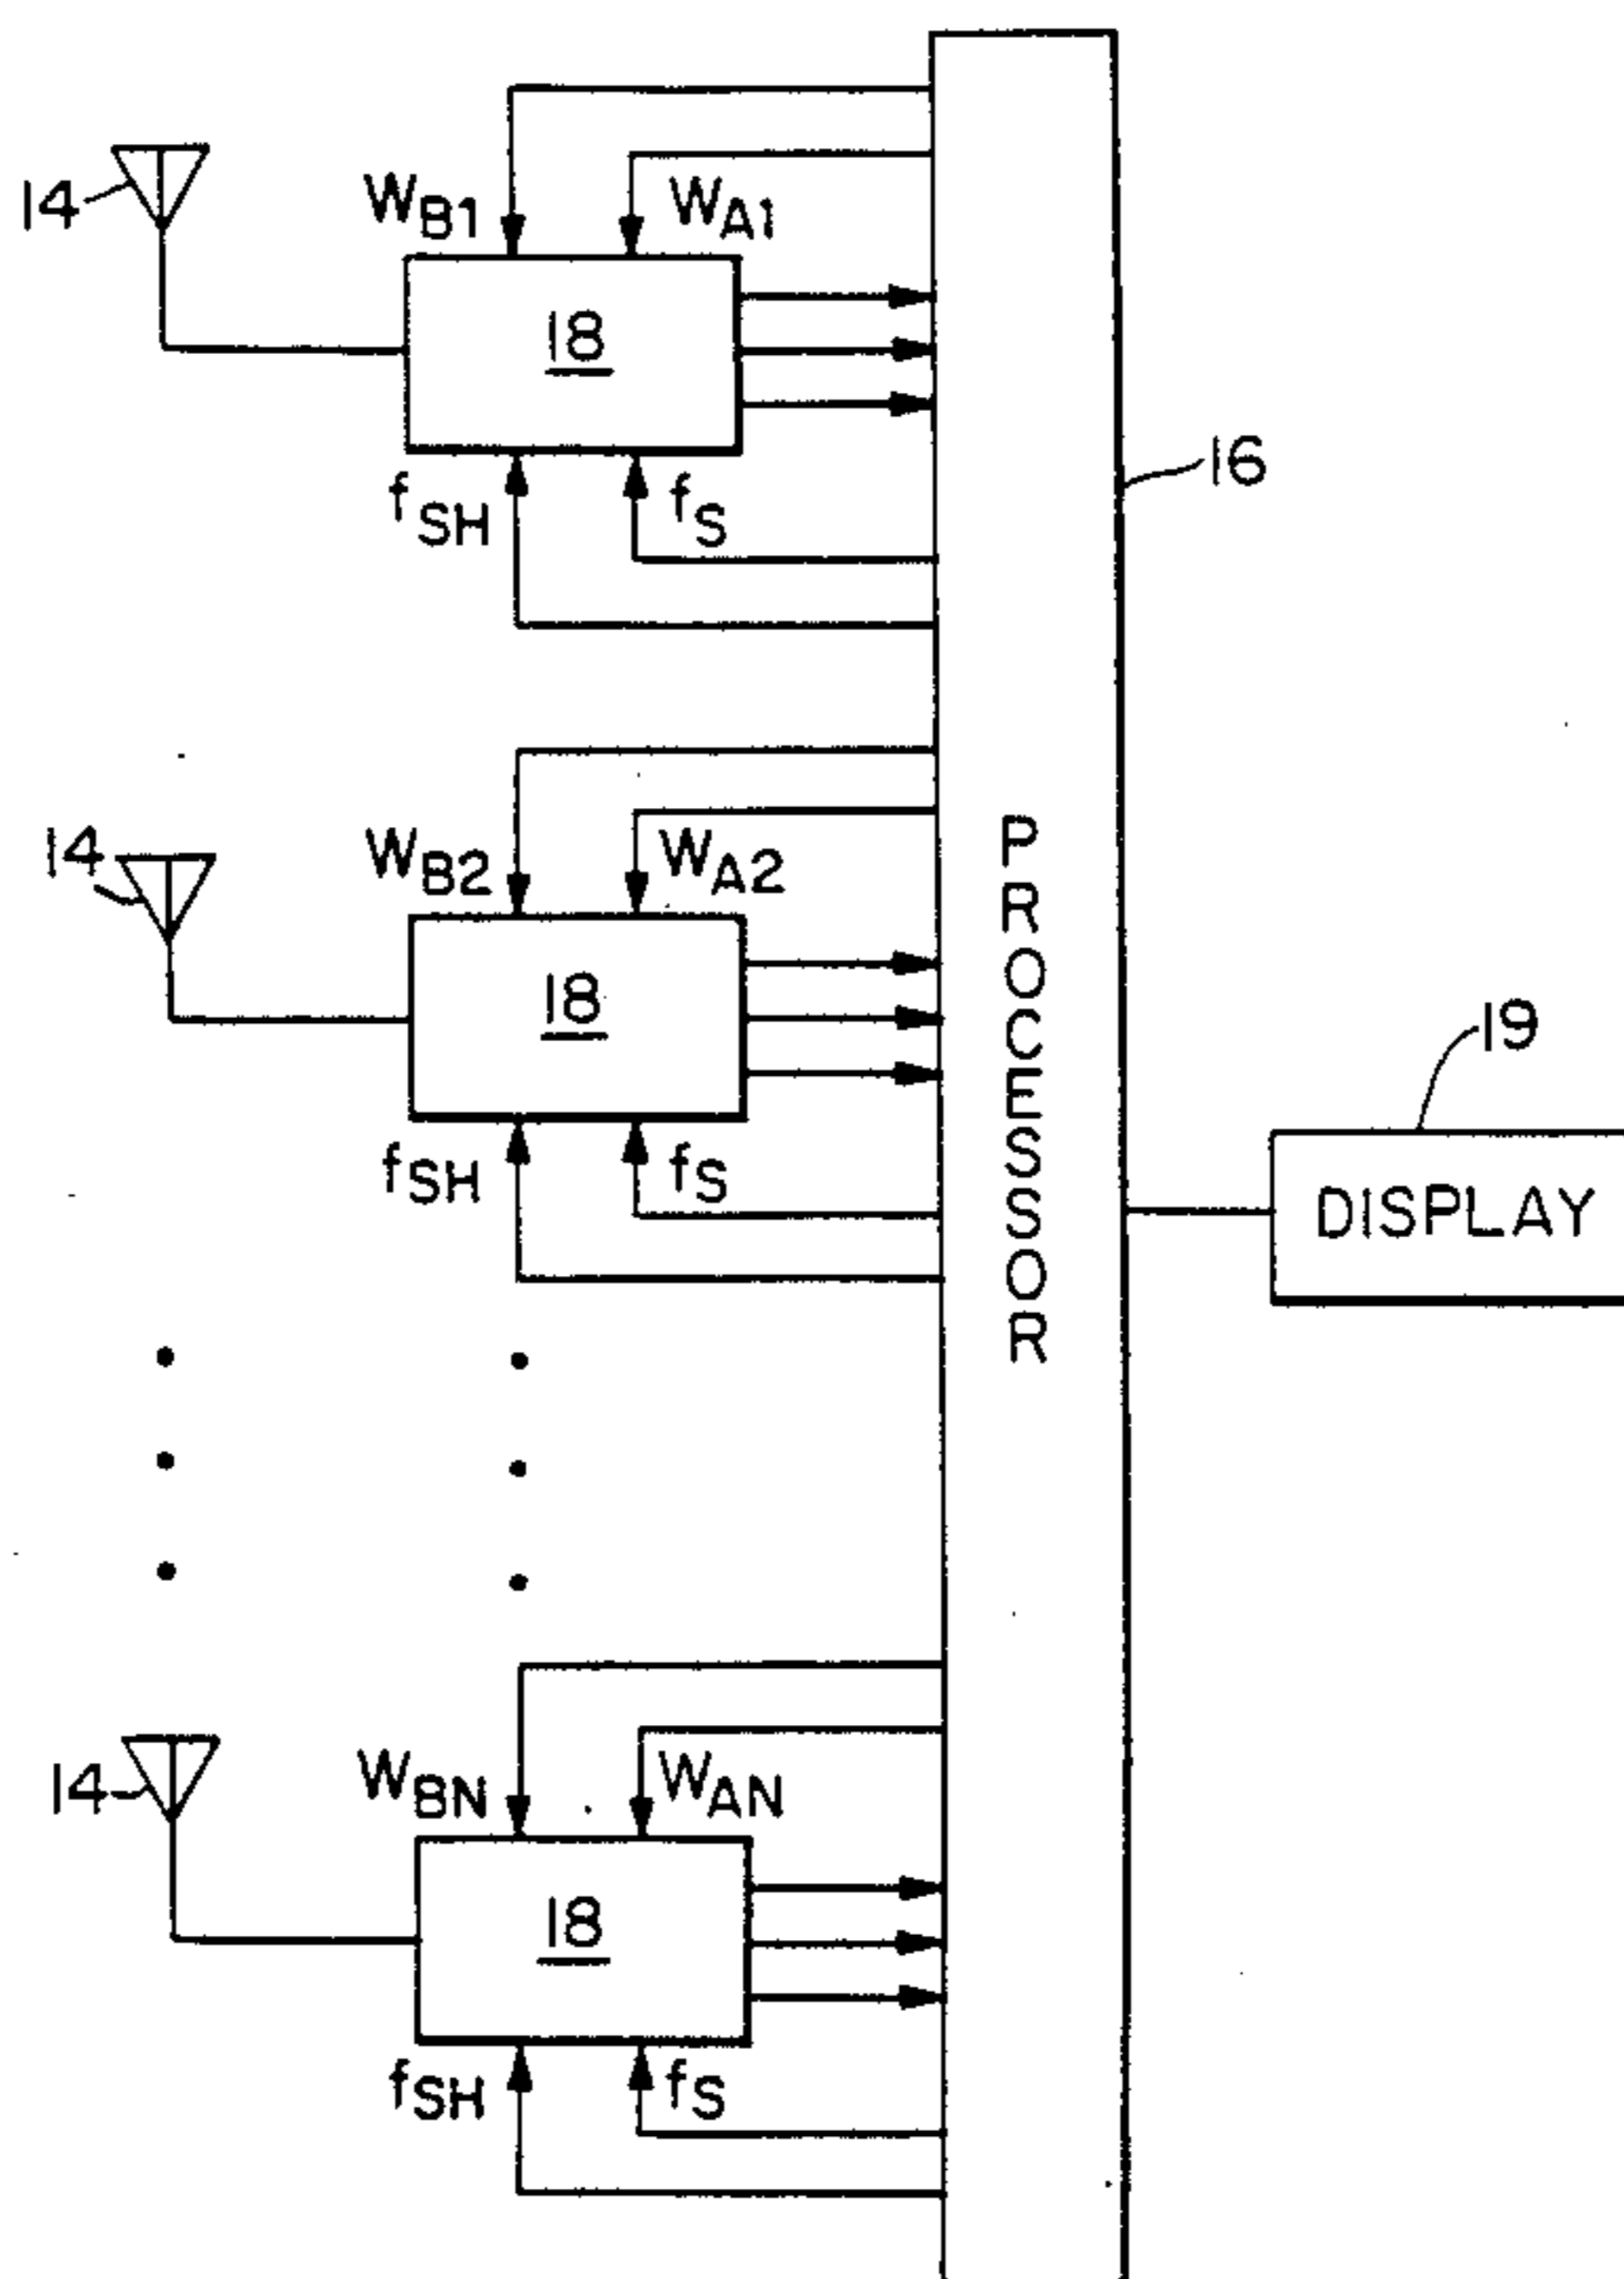 14
W_B1
W_A1
18
f_SH
f_S
16
14
W_B2
W_A2
18
f_SH
f_S
PROCESSOR
19
DISPLAY
14
W_BN
W_AN
18
f_SH
f_S